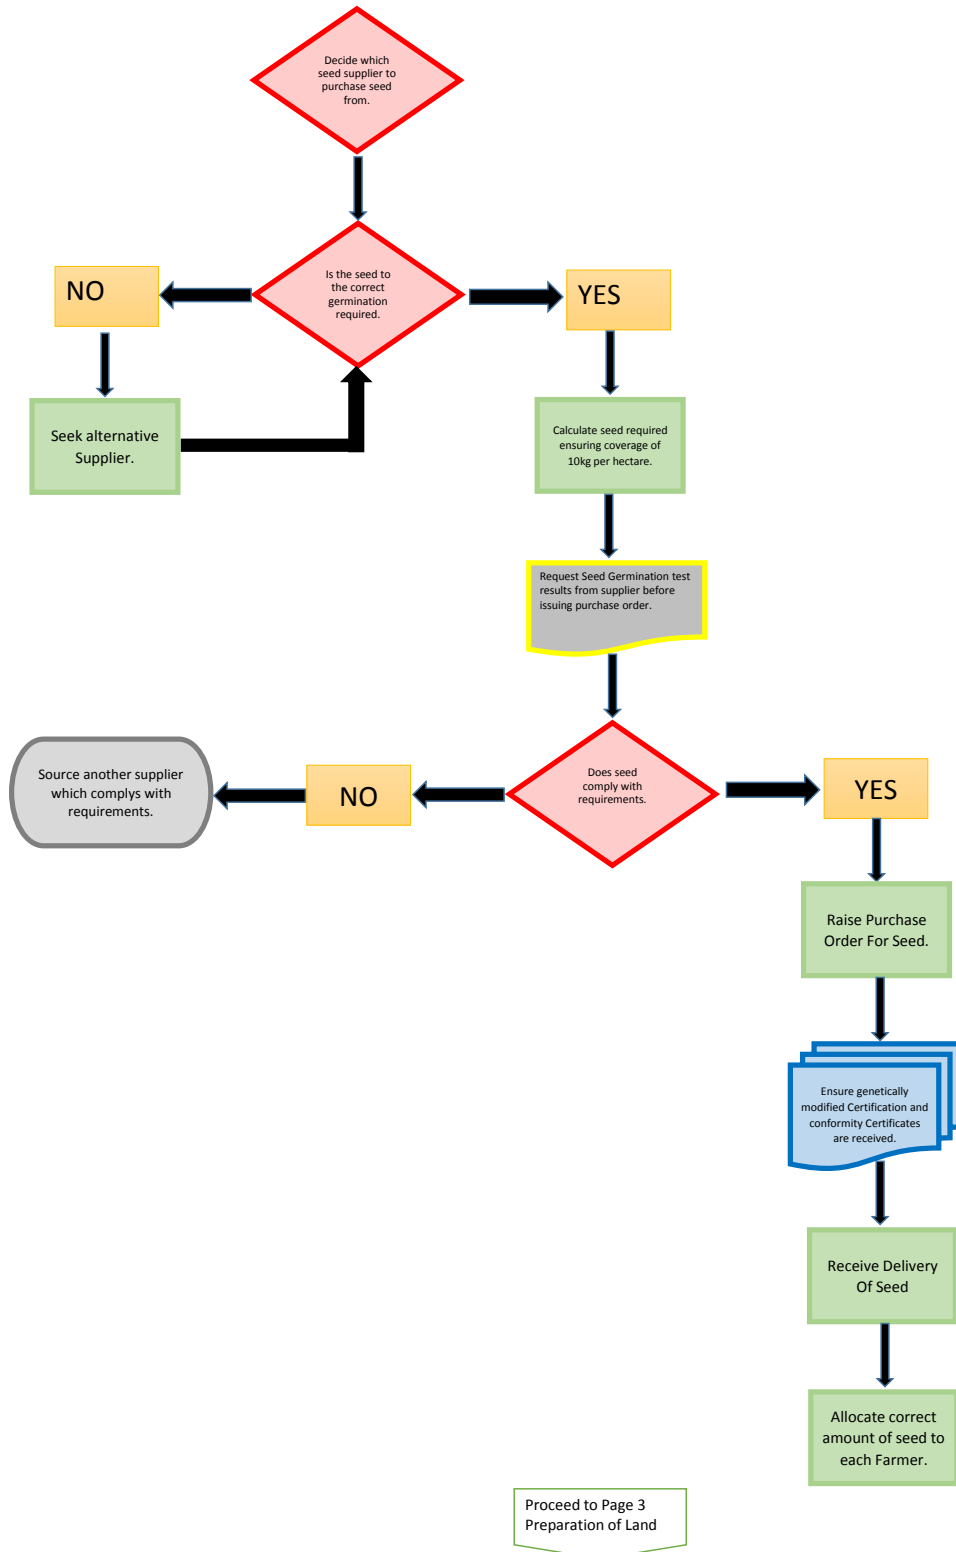 Decide which
seed supplier to
purchase seed
from.
Is the seed to
the correct
germination
required.
NO
YES
Seek alternative
Supplier.
Calculate seed required
ensuring coverage of
10kg per hectare.
Request Seed Germination test
results from supplier before
issuing purchase order.
Does seed
comply with
requirements.
NO
YES
Source another supplier
which complys with
requirements.
Raise Purchase
Order For Seed.
Ensure genetically
modified Certification and
conformity Certificates
are received.
Receive Delivery
Of Seed
Allocate correct
amount of seed to
each Farmer.
Proceed to Page 3
Preparation of Land